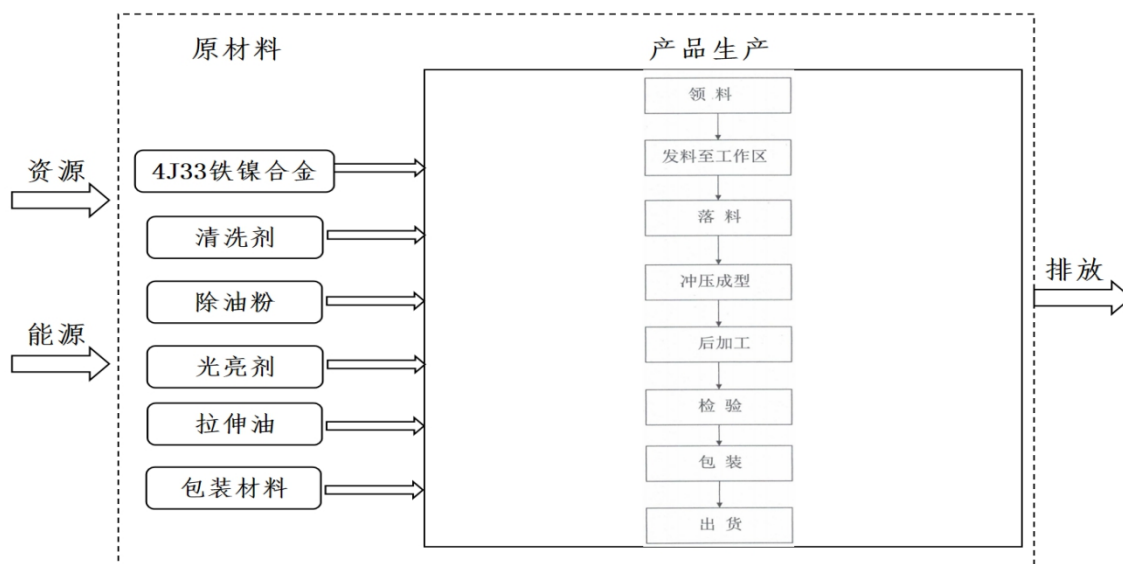 原材料
产品生产
资源
能源
4J33铁镍合金
清洗剂
除油粉
光亮剂
拉伸油
包装材料
领 料
发料至工作区
落 料
冲压成型
后加工
检 验
包 装
出 货
排放